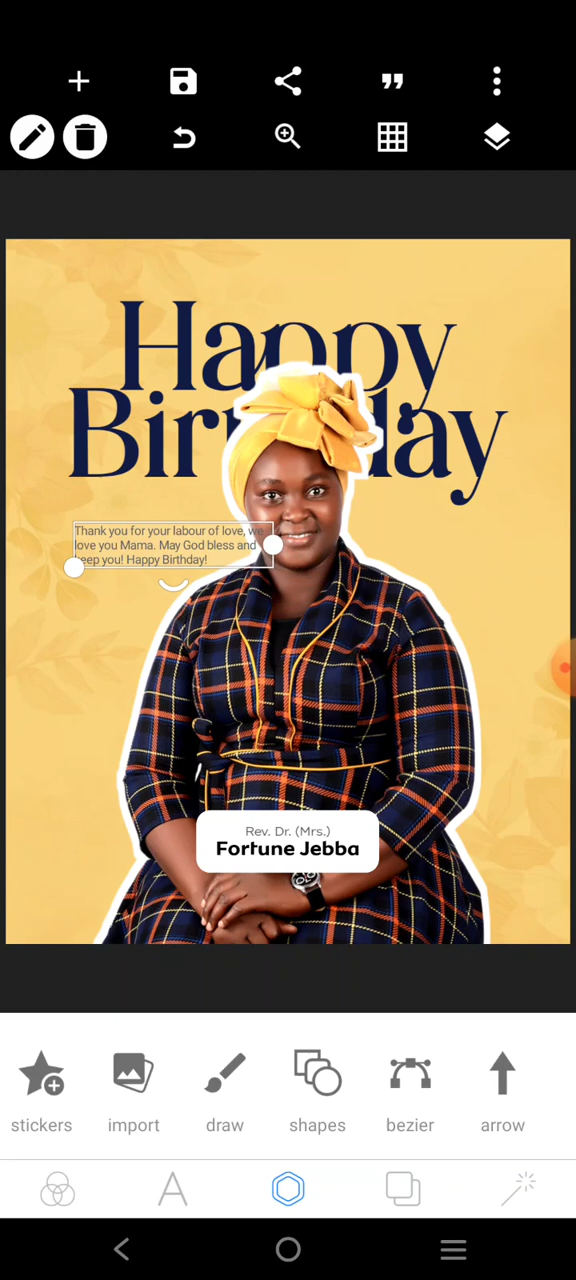 Happy
Birthday
Thank you for your labour of love, we
love you Mama. May God bless and
keep you! Happy Birthday!
Rev. Dr. (Mrs.)
Fortune Jebba
stickers
import
draw
shapes
bezier
arrow